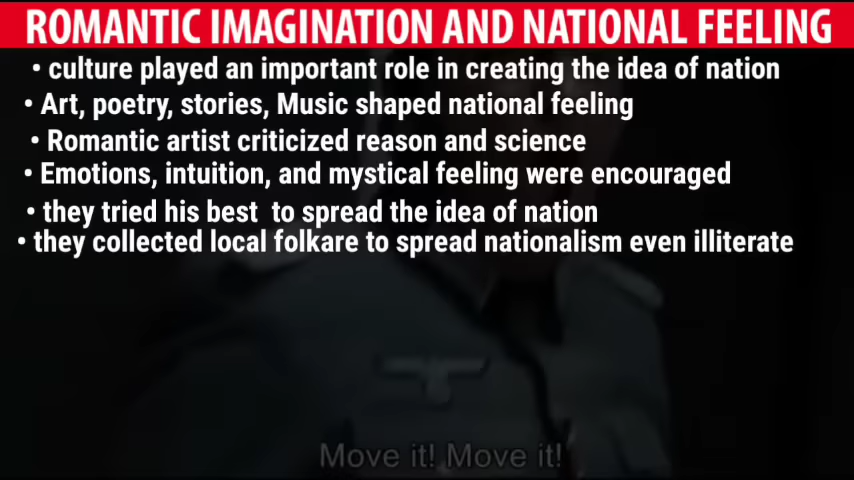 ROMANTIC IMAGINATION AND NATIONAL FEELING
• culture played an important role in creating the idea of nation
• Art, poetry, stories, Music shaped national feeling
• Romantic artist criticized reason and science
• Emotions, intuition, and mystical feeling were encouraged
• they tried his best to spread the idea of nation
• they collected local folkare to spread nationalism even illiterate
Move it! Move it!